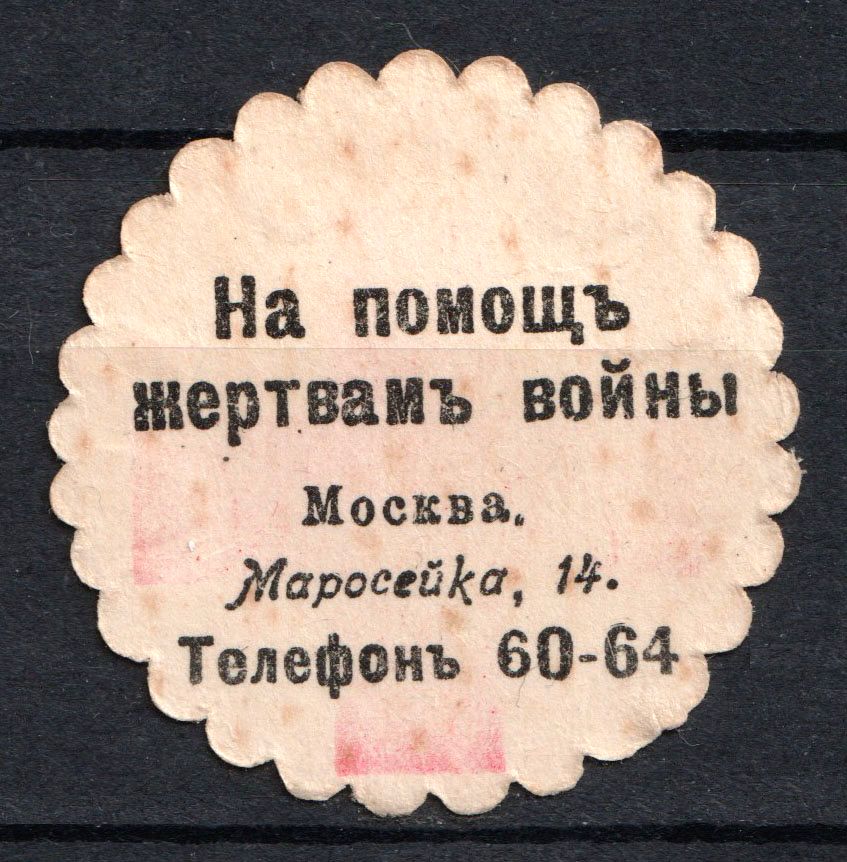 На помощъ
жертвамъ войны
Москва.
Маросейка, 14.
Телефонъ 60-64